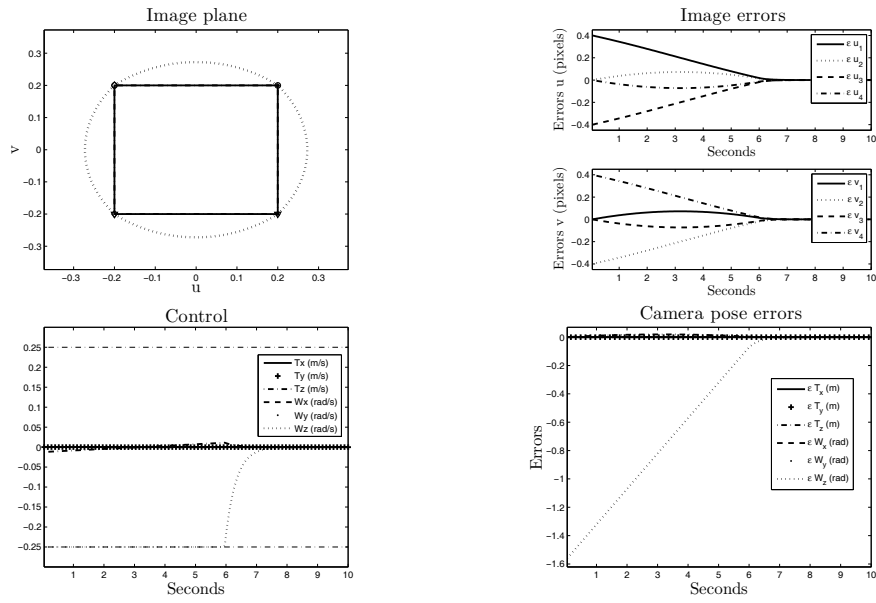 Image plane
0.3
0.2
0.1
0
−0.1
−0.2
−0.3
v
−0.3 −0.2 −0.1 0 0.1 0.2 0.3
u
Image errors
0.4
0.2
0
−0.2
−0.4
Errors u (pixels)
ε u1
ε u2
ε u3
ε u4
1 2 3 4 5 6 7 8 9 10
Seconds
0.4
0.2
0
−0.2
−0.4
Errors v (pixels)
ε v1
ε v2
ε v3
ε v4
1 2 3 4 5 6 7 8 9 10
Seconds
Control
0.25
0.2
0.15
0.1
0.05
0
−0.05
−0.1
−0.15
−0.2
−0.25
Tx (m/s)
Ty (m/s)
Tz (m/s)
Wx (rad/s)
Wy (rad/s)
Wz (rad/s)
1 2 3 4 5 6 7 8 9 10
Seconds
Camera pose errors
0
−0.2
−0.4
−0.6
−0.8
−1
−1.2
−1.4
−1.6
Errors
ε Tx (m)
ε Ty (m)
ε Tz (m)
ε Wx (rad)
ε Wy (rad)
ε Wz (rad)
1 2 3 4 5 6 7 8 9 10
Seconds